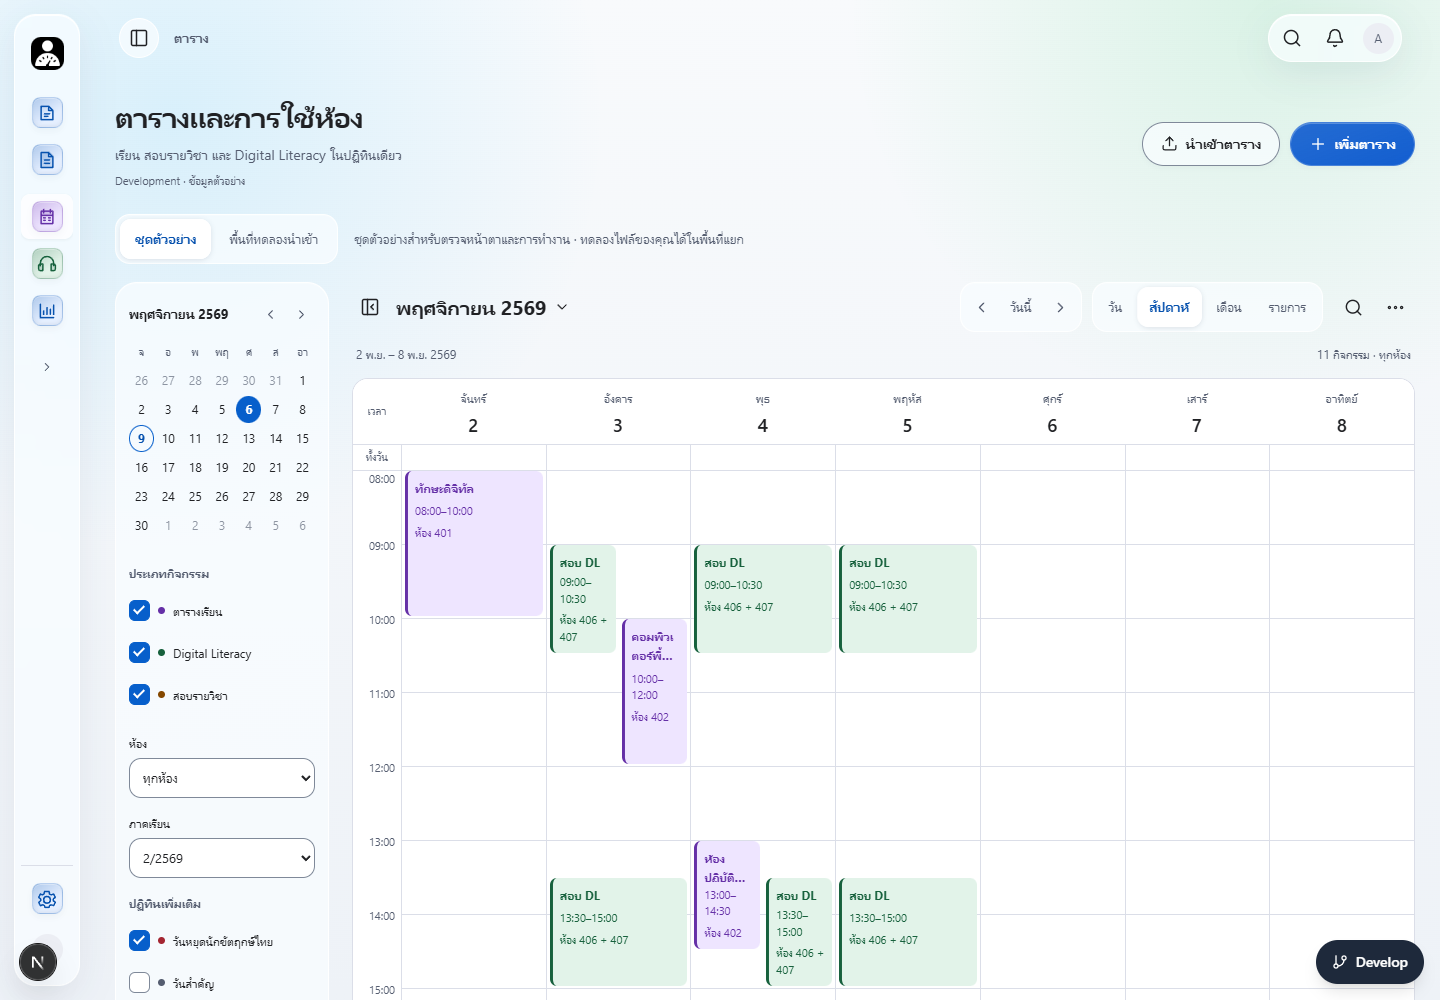 ตาราง
A
ตารางและการใช้ห้อง
เรียน สอบรายวิชา และ Digital Literacy ในปฏิทินเดียว
Development · ข้อมูลตัวอย่าง
นำเข้าตาราง
เพิ่มตาราง
ชุดตัวอย่าง
พื้นที่ทดลองนำเข้า
ชุดตัวอย่างสำหรับตรวจหน้าตาและการทำงาน · ทดลองไฟล์ของคุณได้ในพื้นที่แยก
พฤศจิกายน 2569
จ อ พ พฤ ศ ส อา
26 27 28 29 30 31 1
2 3 4 5 6 7 8
9 10 11 12 13 14 15
16 17 18 19 20 21 22
23 24 25 26 27 28 29
30 1 2 3 4 5 6
ประเภทกิจกรรม
ตารางเรียน
Digital Literacy
สอบรายวิชา
ห้อง
ทุกห้อง
ภาคเรียน
2/2569
ปฏิทินเพิ่มเติม
วันหยุดนักขัตฤกษ์ไทย
วันสำคัญ
N
พฤศจิกายน 2569
วันนี้
วัน สัปดาห์ เดือน รายการ
2 พ.ย. – 8 พ.ย. 2569
11 กิจกรรม · ทุกห้อง
เวลา
จันทร์ อังคาร พุธ พฤหัส ศุกร์ เสาร์ อาทิตย์
2 3 4 5 6 7 8
ทั้งวัน
08:00
09:00
10:00
11:00
12:00
13:00
14:00
15:00
ทักษะดิจิทัล
08:00–10:00
ห้อง 401
สอบ DL
09:00–
10:30
ห้อง 406 +
407
คอมพิวเ
ตอร์พื้...
10:00–
12:00
ห้อง 402
สอบ DL
13:30–15:00
ห้อง 406 + 407
สอบ DL
09:00–10:30
ห้อง 406 + 407
ห้อง
ปฏิบัติ...
13:00–
14:30
ห้อง 402
สอบ DL
13:30–
15:00
ห้อง 406 +
407
สอบ DL
09:00–10:30
ห้อง 406 + 407
สอบ DL
13:30–15:00
ห้อง 406 + 407
Develop